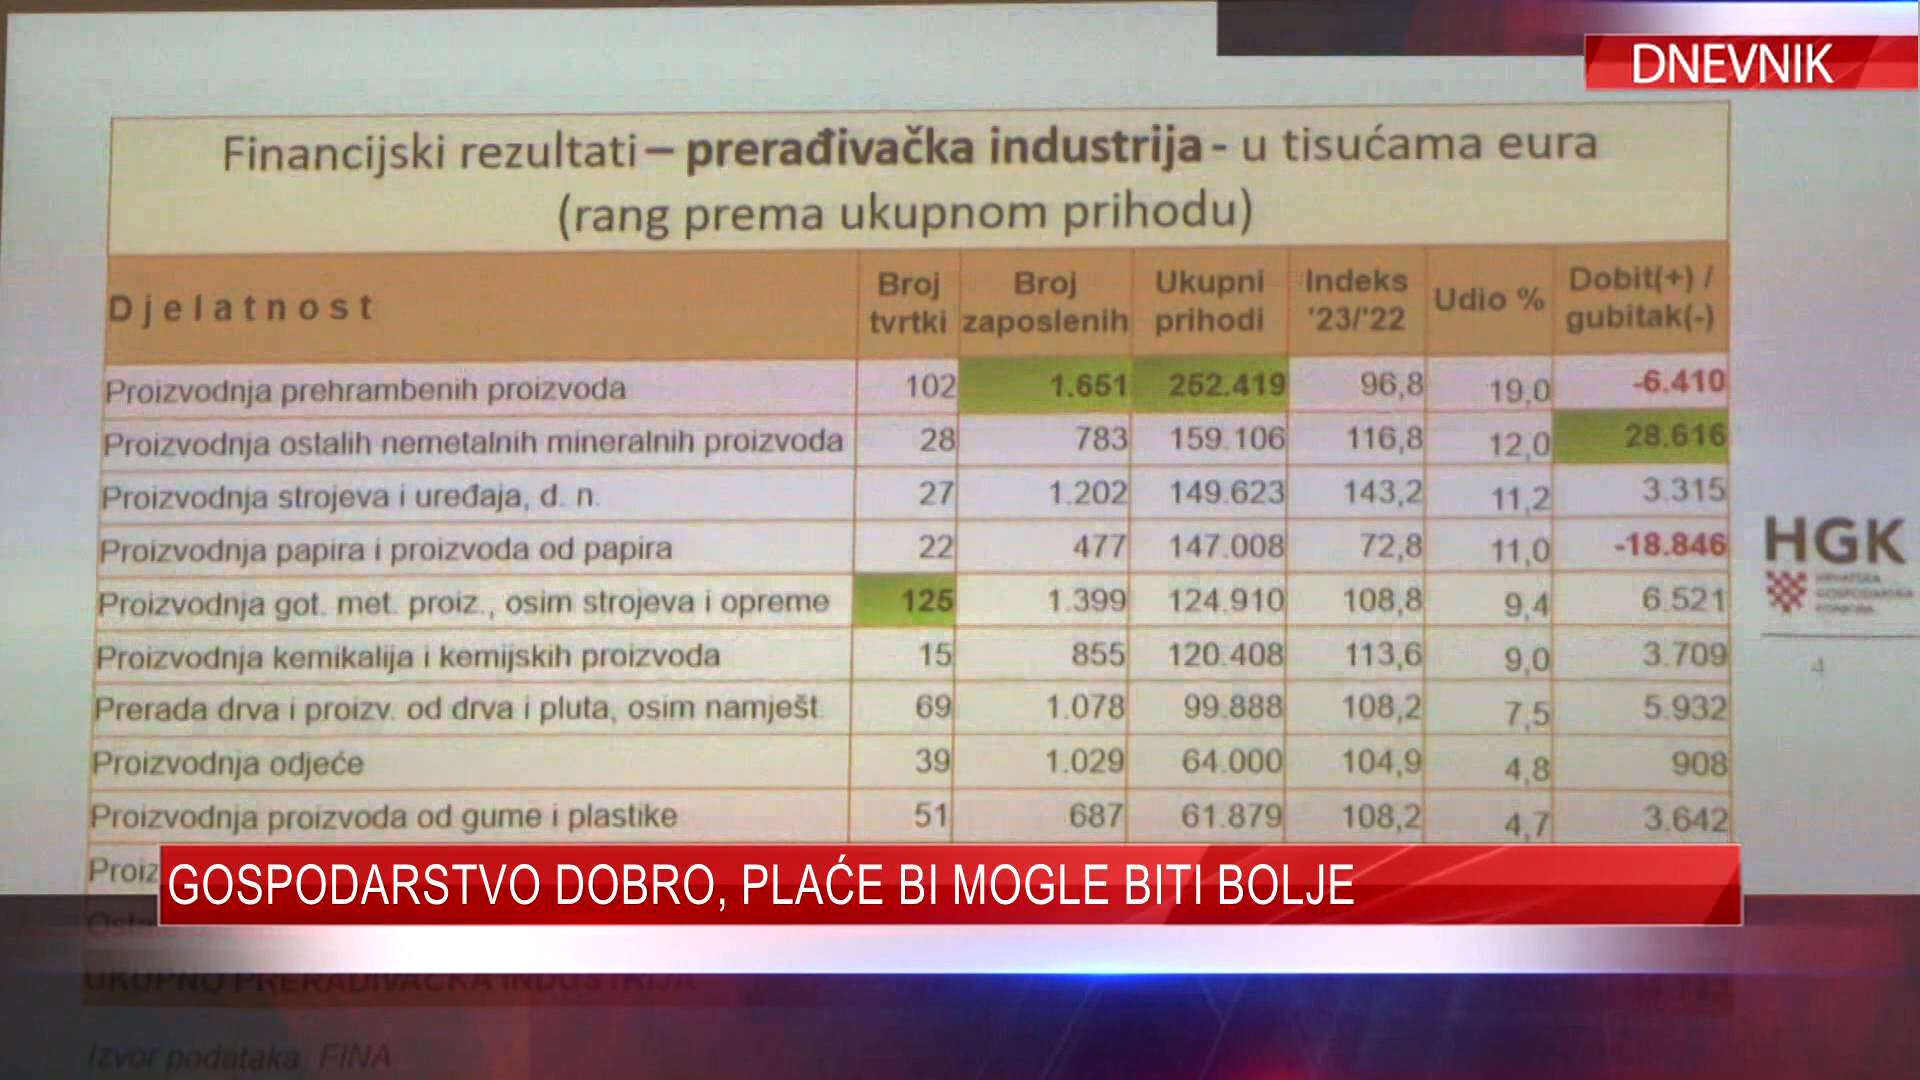 DNEVNIK
Financijski rezultati – prerađivačka industrija - u tisućama eura
(rang prema ukupnom prihodu)
Djelatnost Broj tvrtki Broj zaposlenih Ukupni prihodi Indeks '23/'22 Udio % Dobit(+) / gubitak(-)
Proizvodnja prehrambenih proizvoda 102 1.651 252.419 96,8 19,0 -6.410
Proizvodnja ostalih nemetalnih mineralnih proizvoda 28 783 159.106 116,8 12,0 28.616
Proizvodnja strojeva i uređaja, d. n. 27 1.202 149.623 143,2 11,2 3.315
Proizvodnja papira i proizvoda od papira 22 477 147.008 72,8 11,0 -18.846
Proizvodnja got. met. proiz., osim strojeva i opreme 125 1.399 124.910 108,8 9,4 6.521
Proizvodnja kemikalija i kemijskih proizvoda 15 855 120.408 113,6 9,0 3.709
Prerada drva i proizv. od drva i pluta, osim namješt. 69 1.078 99.888 108,2 7,5 5.932
Proizvodnja odjeće 39 1.029 64.000 104,9 4,8 908
Proizvodnja proizvoda od gume i plastike 51 687 61.879 108,2 4,7 3.642
Proiz
HGK
HRVATSKA
GOSPODARSKA
KOMORA
4
GOSPODARSTVO DOBRO, PLAĆE BI MOGLE BITI BOLJE
UKUPNO PRERAĐIVAČKA INDUSTRIJA
Izvor podataka: FINA